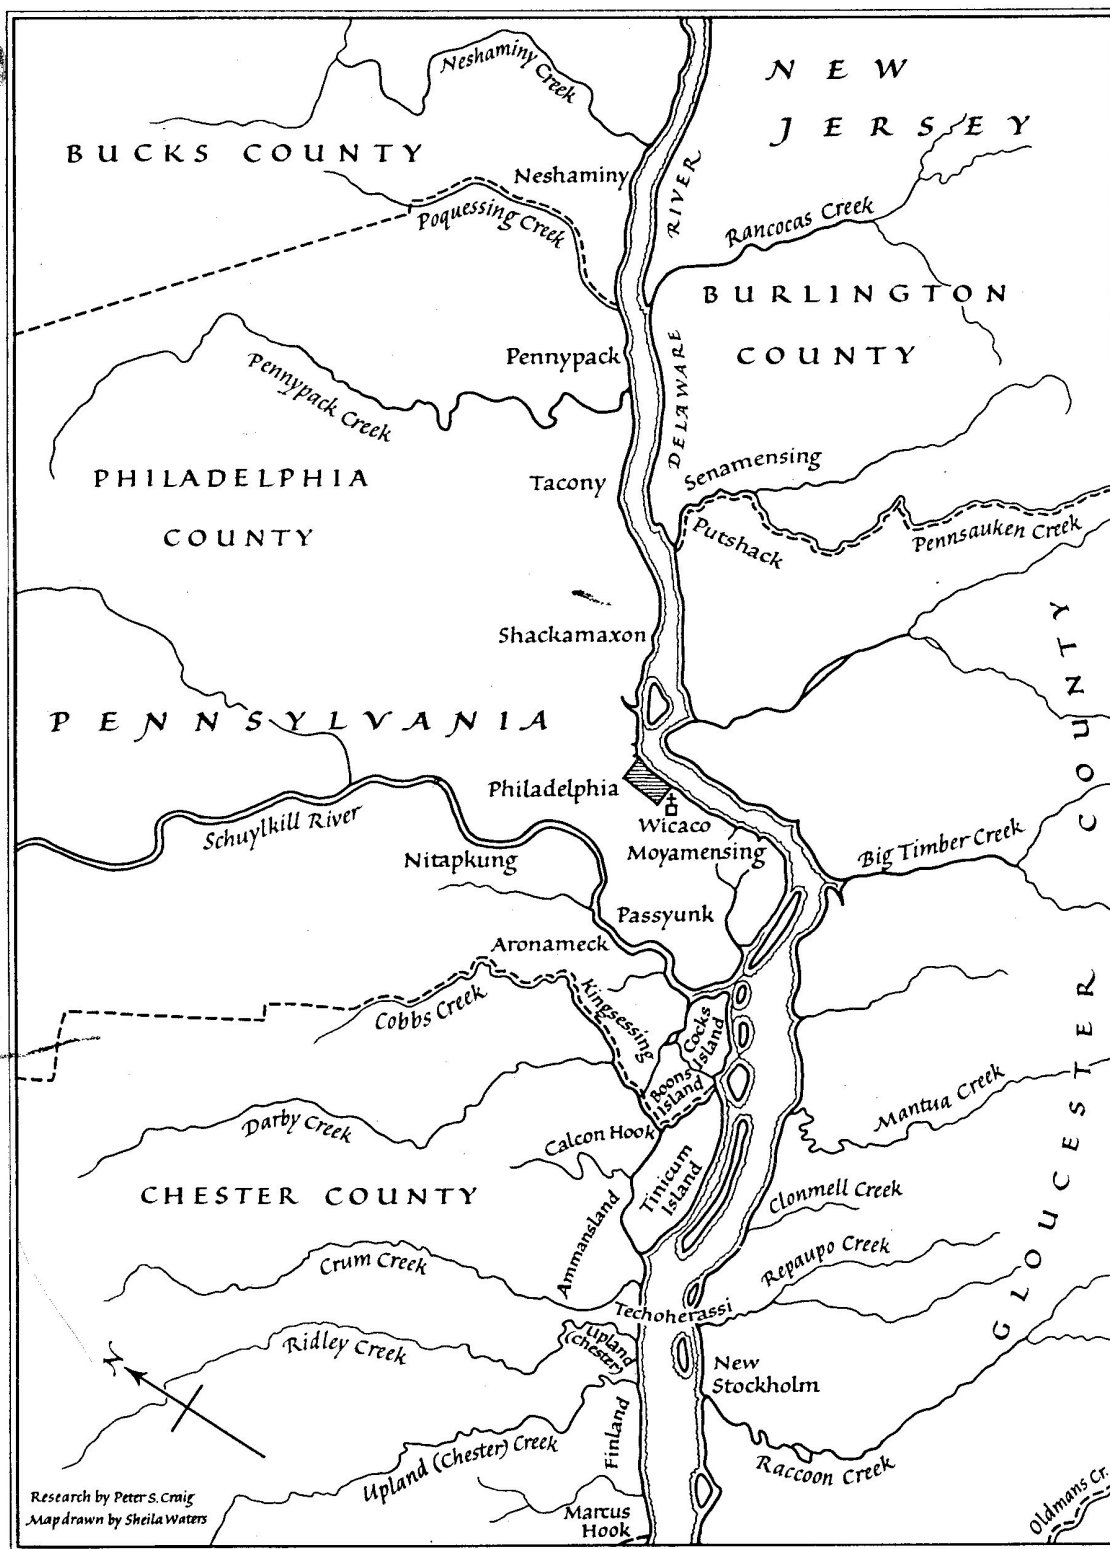 Neshaminy Creek
NEW
JERSEY
BUCKS COUNTY
Neshaminy
RIVER
Poquessing Creek
Rancocas Creek
BURLINGTON
COUNTY
Pennypack
DELAWARE
Pennypack Creek
PHILADELPHIA
COUNTY
Tacony
Senamensing
Putshack
Pennsauken Creek
Shackamaxon
PENNSYLVANIA
Philadelphia
Schuylkill River
Wicaco
Moyamensing
Big Timber Creek
Nitapkung
Passyunk
Aronameck
GLOUCESTER COUNTY
Cobbs Creek
Kingsessing
Cocks
Island
Boons
Island
Mantua Creek
Darby Creek
Calcon Hook
CHESTER COUNTY
Tinicum
Island
Clonmell Creek
Ammansland
Crum Creek
Repaupo Creek
Techoherassi
Ridley Creek
Upland
(Chester)
New
Stockholm
N
Finland
Upland (Chester) Creek
Raccoon Creek
Marcus
Hook
Oldmans Cr.
Research by Peter S. Craig
Map drawn by Sheila Waters